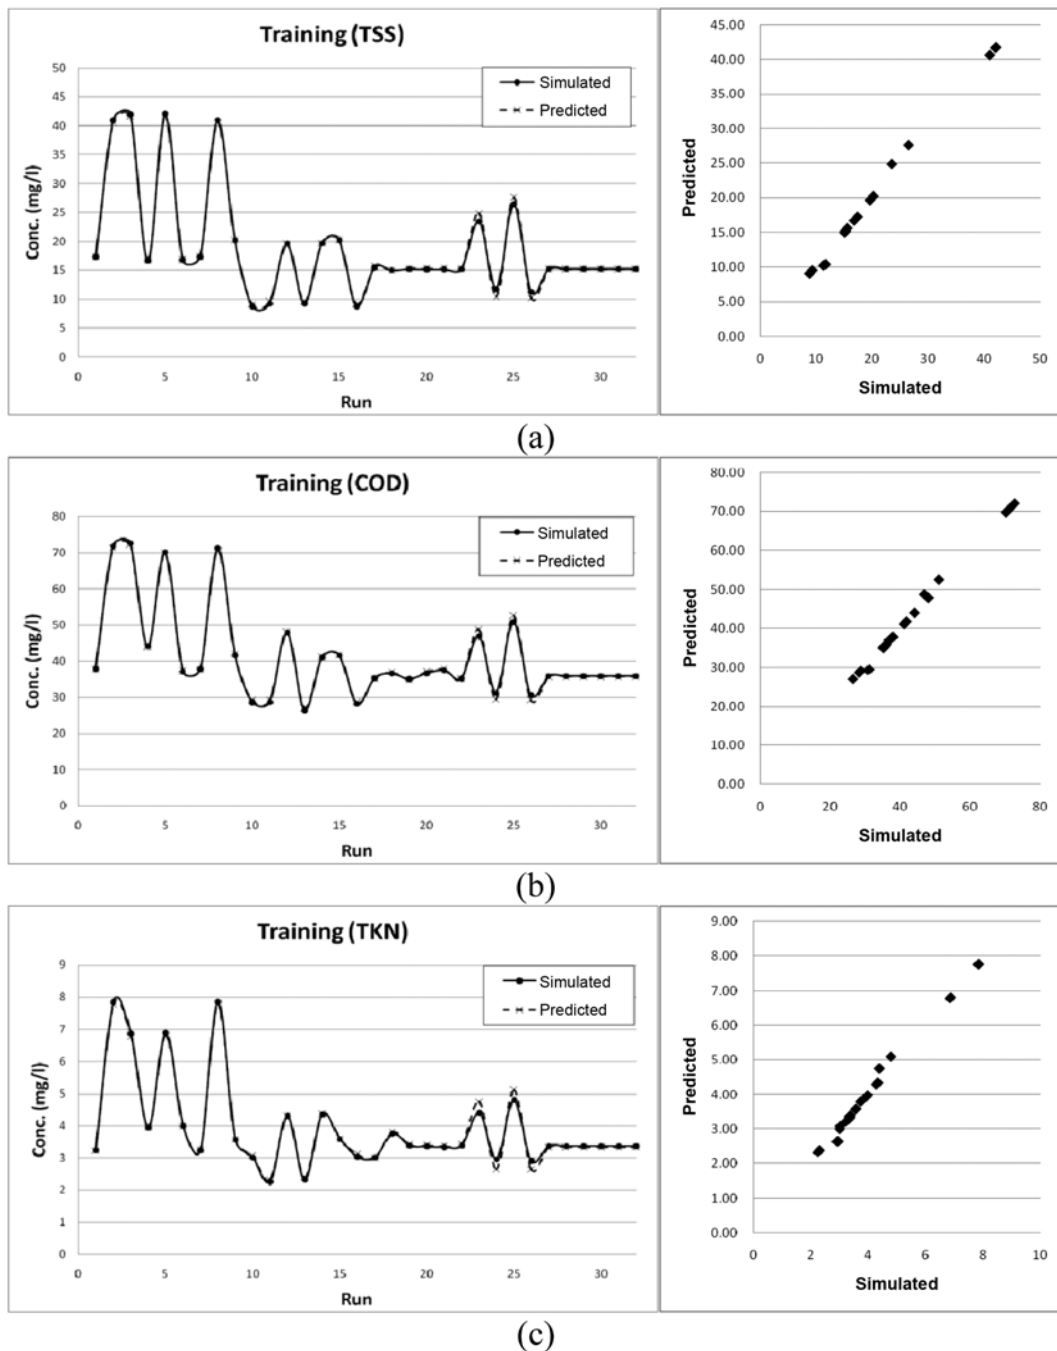 Training (TSS)
50
45
40
35
30
25
20
15
10
5
0
Conc. (mg/l)
Simulated
Predicted
0 5 10 15 20 25 30
Run
45.00
40.00
35.00
30.00
25.00
20.00
15.00
10.00
5.00
0.00
Predicted
0 10 20 30 40 50
Simulated
(a)
Training (COD)
80
70
60
50
40
30
20
10
0
Conc. (mg/l)
Simulated
Predicted
0 5 10 15 20 25 30
Run
80.00
70.00
60.00
50.00
40.00
30.00
20.00
10.00
0.00
Predicted
0 20 40 60 80
Simulated
(b)
Training (TKN)
9
8
7
6
5
4
3
2
1
0
Conc. (mg/l)
Simulated
Predicted
0 5 10 15 20 25 30
Run
9.00
8.00
7.00
6.00
5.00
4.00
3.00
2.00
1.00
0.00
Predicted
0 2 4 6 8 10
Simulated
(c)